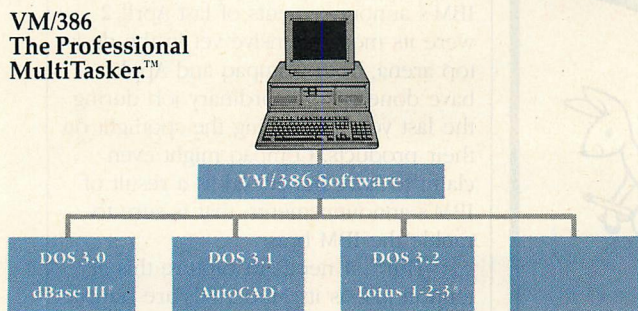 VM/386
The Professional
MultiTasker.™
VM/386 Software
DOS 3.0
dBase III®
DOS 3.1
AutoCAD®
DOS 3.2
Lotus 1-2-3®